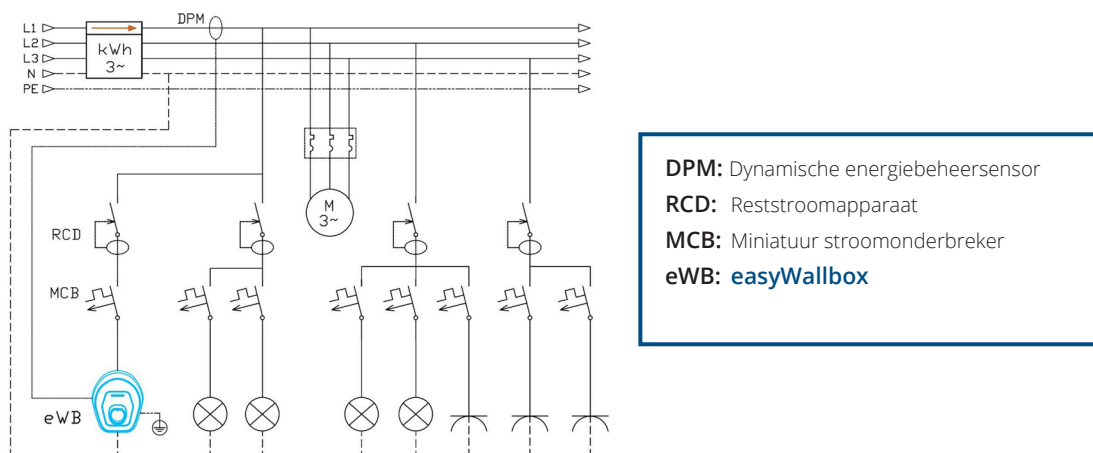 DPM
L1
L2
L3
N
PE
kWh
3~
M
3~
RCD
MCB
eWB
DPM: Dynamische energiebeheersensor
RCD: Reststroomapparaat
MCB: Miniatuur stroomonderbreker
eWB: easyWallbox